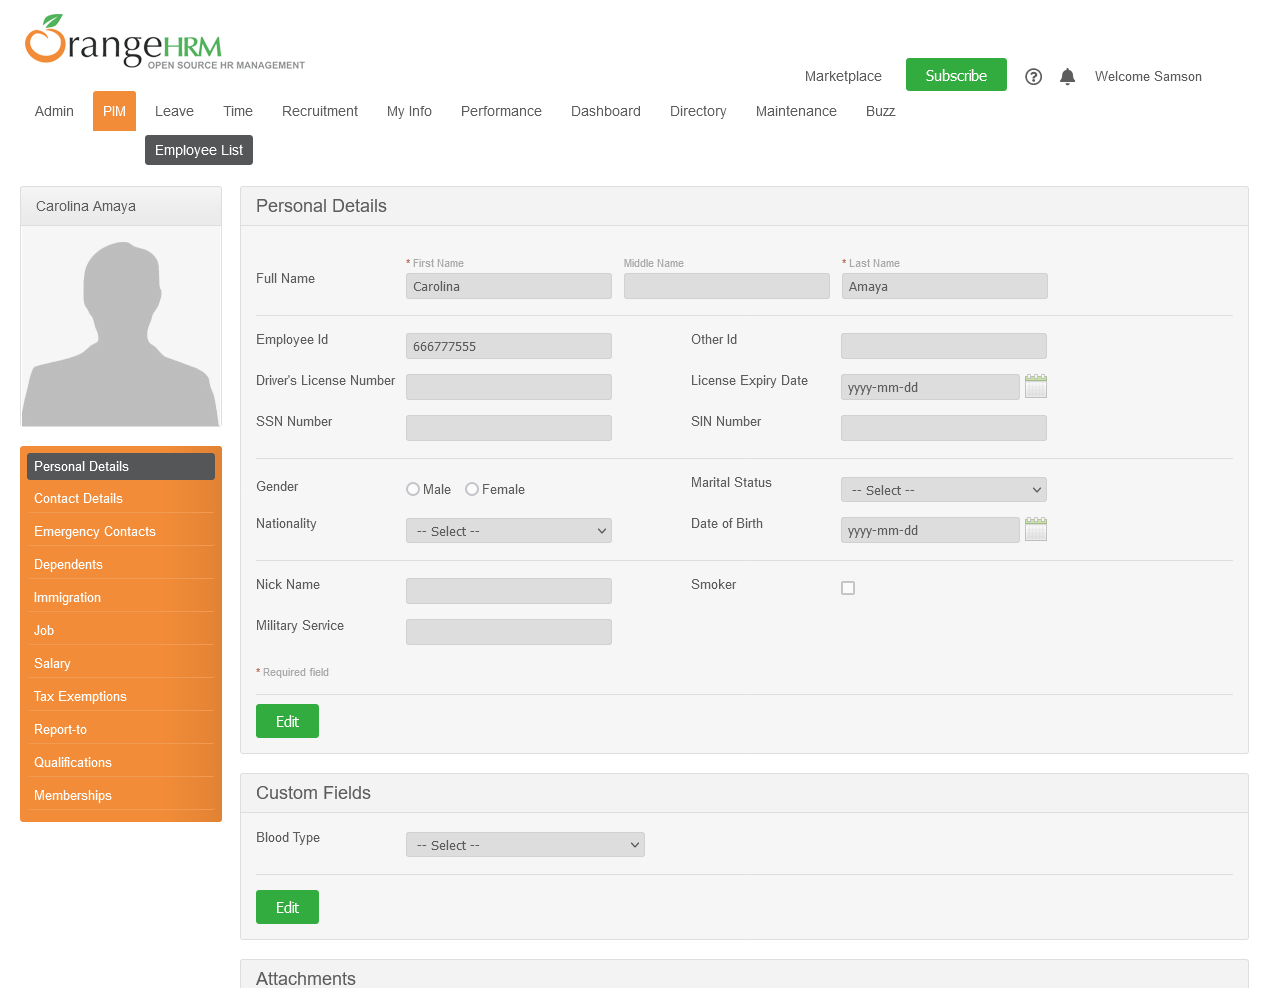 OrangeHRM
OPEN SOURCE HR MANAGEMENT
Marketplace Subscribe Welcome Samson
Admin PIM Leave Time Recruitment My Info Performance Dashboard Directory Maintenance Buzz
Employee List
Carolina Amaya
Personal Details
Contact Details
Emergency Contacts
Dependents
Immigration
Job
Salary
Tax Exemptions
Report-to
Qualifications
Memberships
Personal Details
* First Name Middle Name * Last Name
Full Name Carolina Amaya
Employee Id 666777555 Other Id
Driver's License Number License Expiry Date yyyy-mm-dd
SSN Number SIN Number
Gender Male Female Marital Status -- Select --
Nationality -- Select -- Date of Birth yyyy-mm-dd
Nick Name Smoker
Military Service
* Required field
Edit
Custom Fields
Blood Type -- Select --
Edit
Attachments